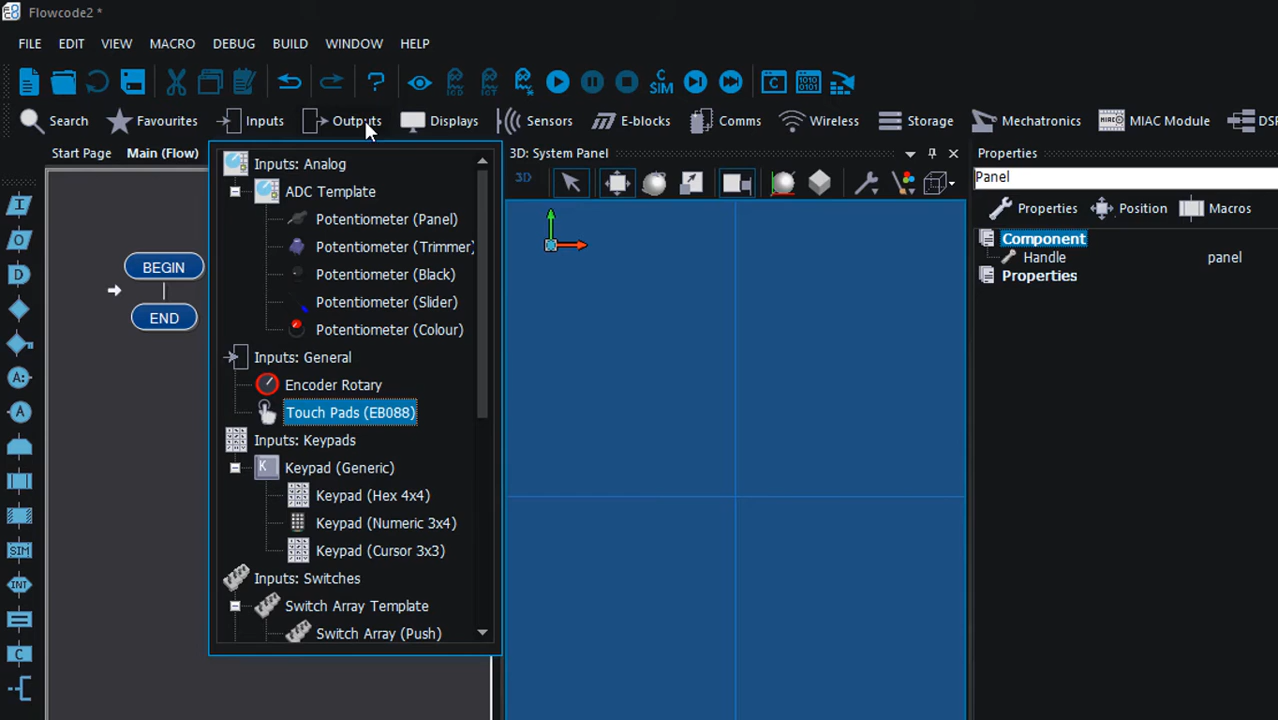 Flowcode2 *
FILE EDIT VIEW MACRO DEBUG BUILD WINDOW HELP
C SIM
Search Favourites Inputs Outputs Displays Sensors E-blocks Comms Wireless Storage Mechatronics MIAC Module DSP
Start Page Main (Flow)
3D: System Panel
Properties
Panel
3D
Properties Position Macros
Component
Handle panel
Properties
BEGIN
END
Inputs: Analog
ADC Template
Potentiometer (Panel)
Potentiometer (Trimmer)
Potentiometer (Black)
Potentiometer (Slider)
Potentiometer (Colour)
Inputs: General
Encoder Rotary
Touch Pads (EB088)
Inputs: Keypads
Keypad (Generic)
Keypad (Hex 4x4)
Keypad (Numeric 3x4)
Keypad (Cursor 3x3)
Inputs: Switches
Switch Array Template
Switch Array (Push)
I
O
D
A:
A
SIM
INT
C